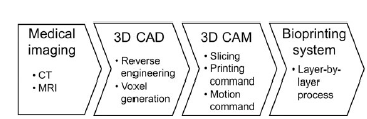 Medical
imaging
• CT
• MRI
3D CAD
• Reverse
engineering
• Voxel
generation
3D CAM
• Slicing
• Printing
command
• Motion
command
Bioprinting
system
• Layer-by-
layer
process